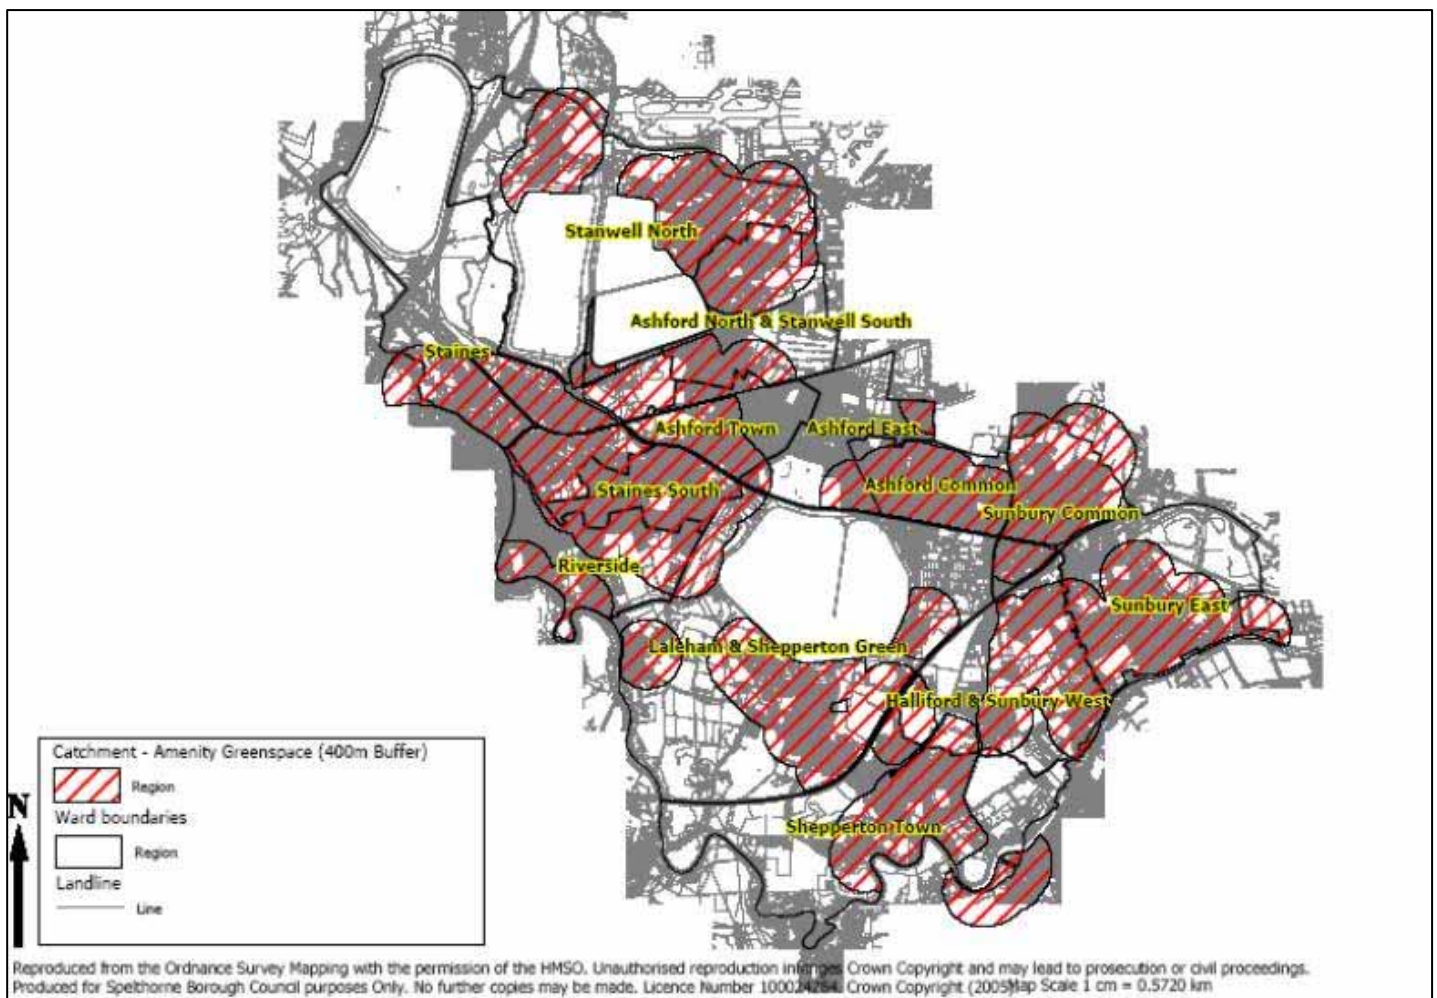 Stanwell North
Ashford North & Stanwell South
Staines
Ashford Town
Ashford East
Staines South
Ashford Common
Sunbury Common
Riverside
Sunbury East
Laleham & Shepperton Green
Halliford & Sunbury West
Shepperton Town
Catchment - Amenity Greenspace (400m Buffer)
Region
Ward boundaries
Region
Landline
Line
N
Reproduced from the Ordnance Survey Mapping with the permission of the HMSO. Unauthorised reproduction infringes Crown Copyright and may lead to prosecution or civil proceedings.
Produced for Spelthorne Borough Council purposes Only. No further copies may be made. Licence Number 100024284. Crown Copyright (2005) Map Scale 1 cm = 0.5720 km